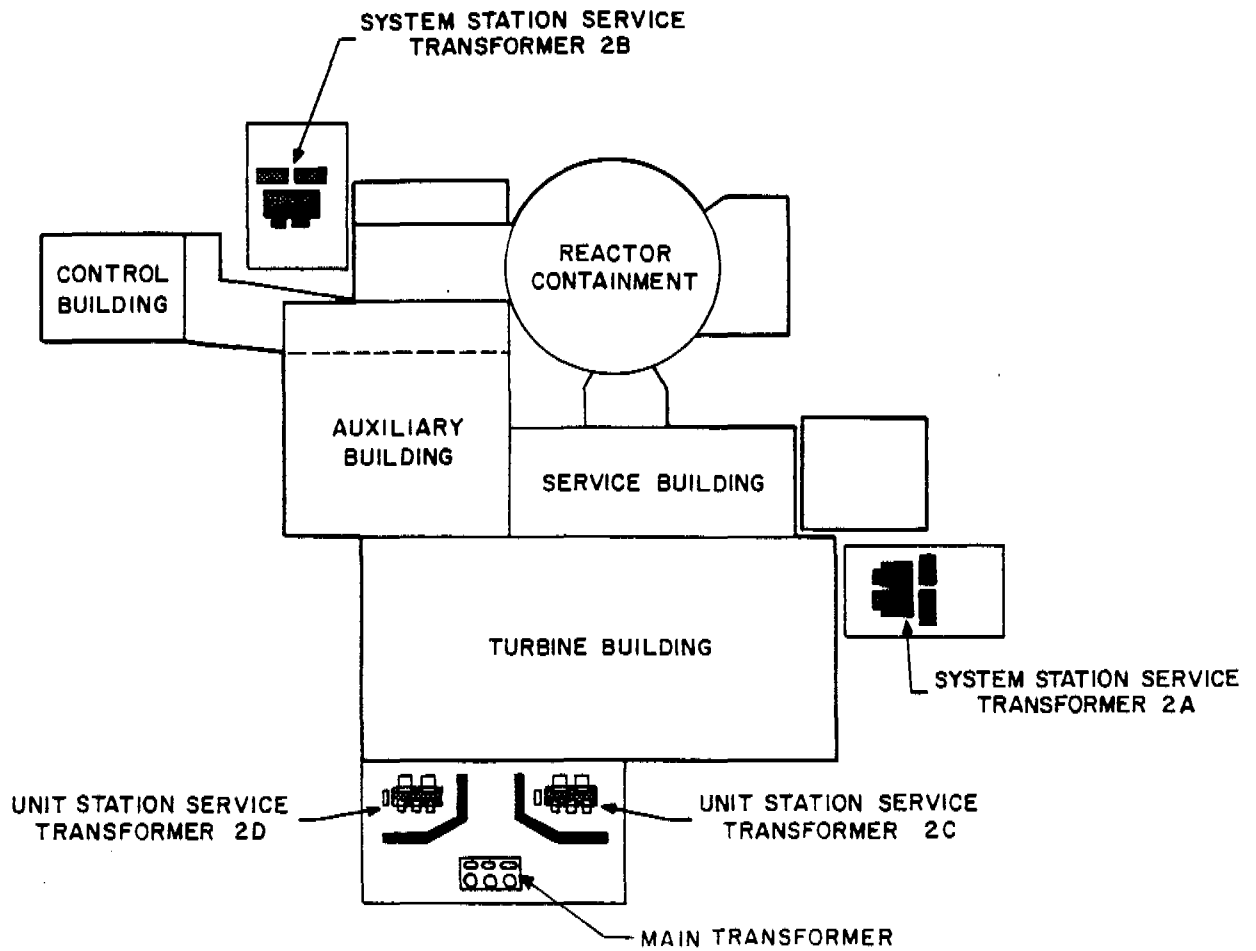 SYSTEM STATION SERVICE
TRANSFORMER 2B
REACTOR
CONTAINMENT
CONTROL
BUILDING
AUXILIARY
BUILDING
SERVICE BUILDING
TURBINE BUILDING
SYSTEM STATION SERVICE
TRANSFORMER 2A
UNIT STATION SERVICE
TRANSFORMER 2D
UNIT STATION SERVICE
TRANSFORMER 2C
MAIN TRANSFORMER